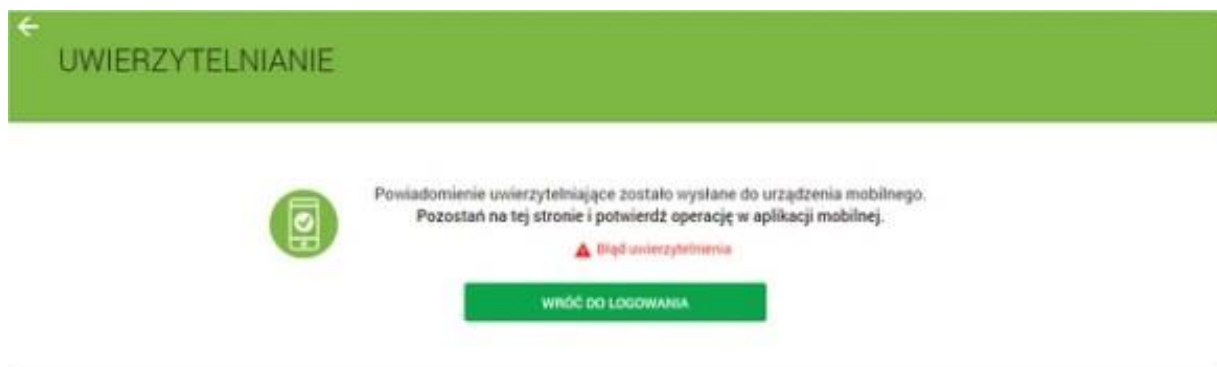 UWIERZYTELNIANIE
Powiadomienie uwierzytelniające zostało wysłane do urządzenia mobilnego.
Pozostań na tej stronie i potwierdź operację w aplikacji mobilnej.
Błąd uwierzytelnienia
WRÓĆ DO LOGOWANIA